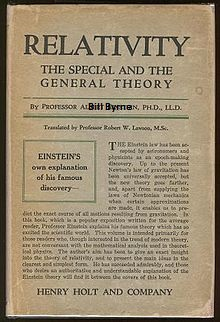 RELATIVITY
THE SPECIAL AND THE
GENERAL THEORY
By PROFESSOR AL Bill Byrne IN, PH.D., LL.D.
Translated by Professor Robert W. Lawson, M.Sc.
EINSTEIN'S
own explanation
of his famous
discovery—
THE Einstein law has been ac-
cepted by astronomers and
physicists as an epoch-making
discovery. Up to the present
Newton's law of gravitation has
been universally accepted, but
the new theory goes further,
and, apart from supplying the
laws of Newtonian mechanics
when certain approximations
are made, it enables us to pre-
dict the exact course of all motions resulting from gravitation. In
this book, which is a popular exposition written for the average
reader, Professor Einstein explains his famous theory which has so
excited the scientific world. This volume is intended primarily for
those readers who, though interested in the trend of modern theory,
are not conversant with the mathematical analysis used in theoret-
ical physics. The author's aim has been to give an exact insight
into the theory of relativity, and to present the main ideas in the
clearest and simplest form. He has succeeded admirably, and those
who desire an authoritative and understandable explanation of the
Einstein theory will find it between the covers of this book.
HENRY HOLT AND COMPANY